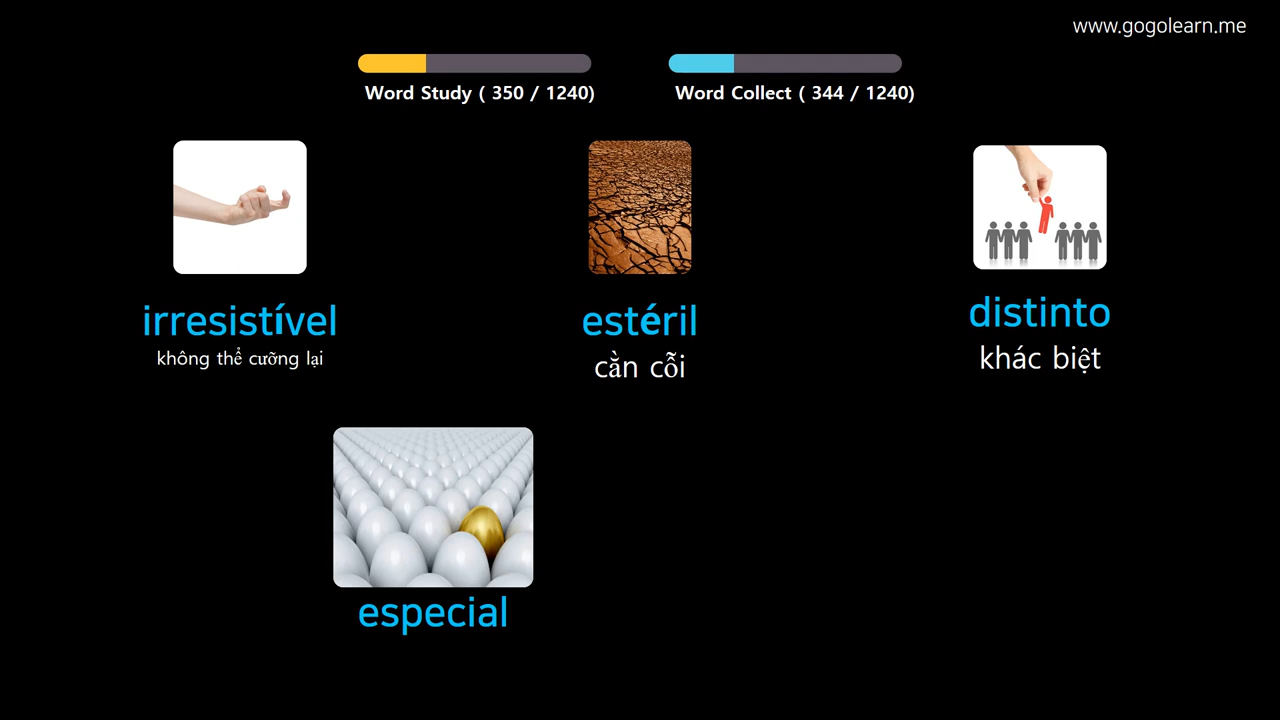 www.gogolearn.me
Word Study ( 350 / 1240)
Word Collect ( 344 / 1240)
irresistível
không thể cưỡng lại
estéril
cằn cỗi
distinto
khác biệt
especial